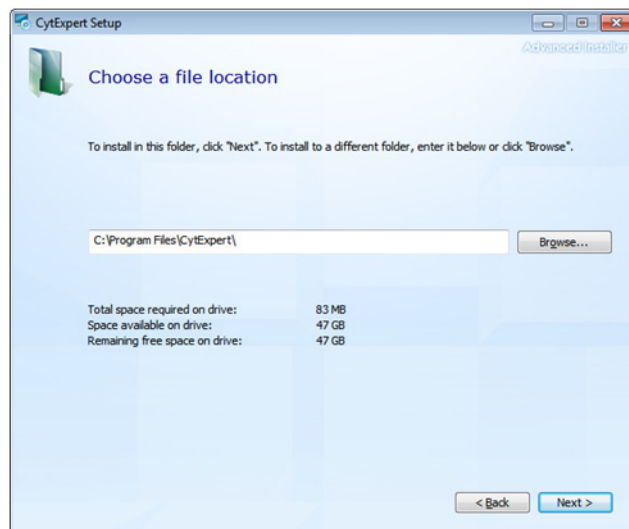 CytExpert Setup
Advanced Installer
Choose a file location
To install in this folder, click "Next". To install to a different folder, enter it below or click "Browse".
C:\Program Files\CytExpert\
Browse...
Total space required on drive: 83 MB
Space available on drive: 47 GB
Remaining free space on drive: 47 GB
< Back
Next >